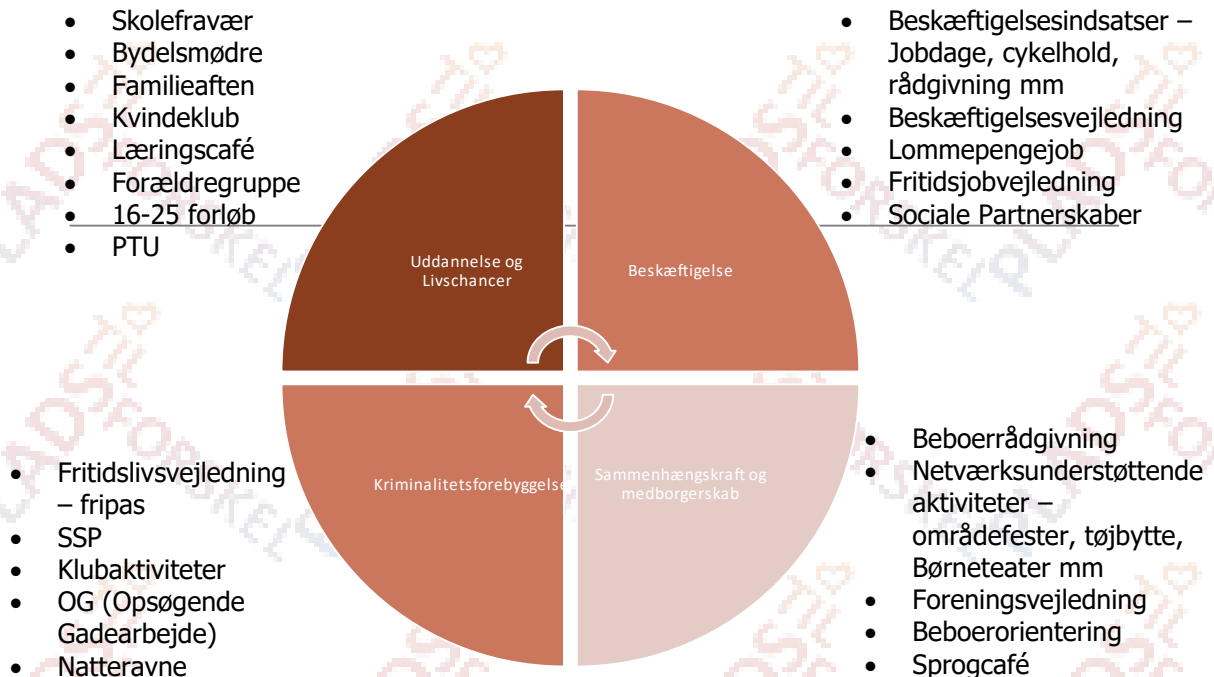 • Skolefravær
• Bydelsmødre
• Familieaften
• Kvindeklub
• Læringscafé
• Forældregruppe
• 16-25 forløb
• PTU
• Beskæftigelsesindsatser –
Jobdage, cykelhold,
rådgivning mm
• Beskæftigelsesvejledning
• Lommepengejob
• Fritidsjobvejledning
• Sociale Partnerskaber
Uddannelse og
Livschancer
Beskæftigelse
Kriminalitetsforebyggelse
Sammenhængskraft og
medborgerskab
• Fritidslivsvejledning
– fripas
• SSP
• Klubaktiviteter
• OG (Opsøgende
Gadearbejde)
• Natteravne
• Beboerrådgivning
• Netværksunderstøttende
aktiviteter –
områdefester, tøjbytte,
Børneteater mm
• Foreningsvejledning
• Beboerorientering
• Sprogcafé